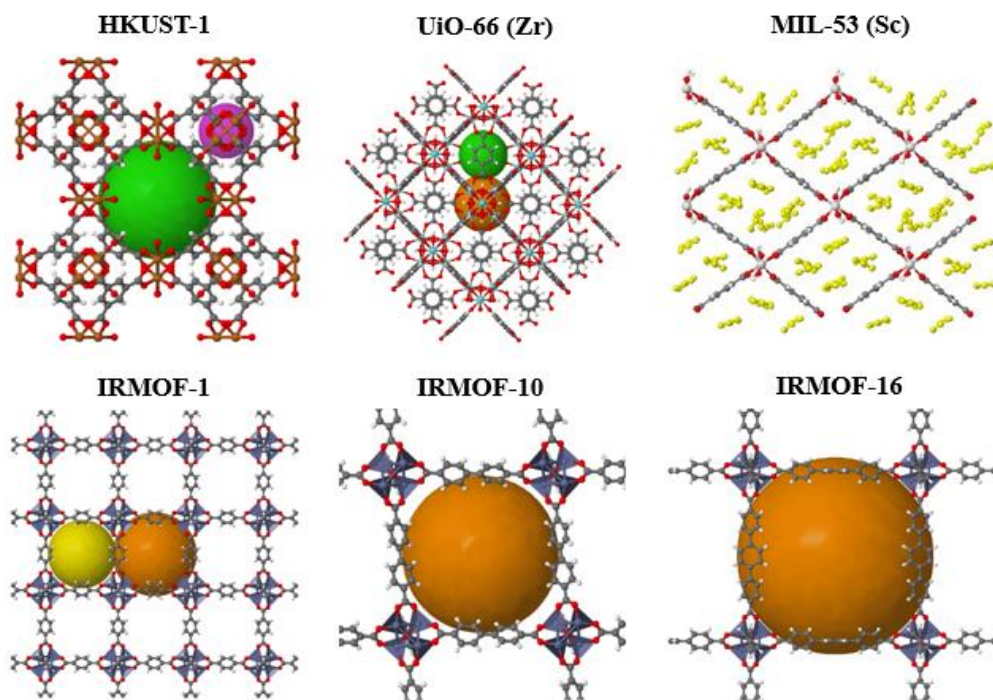 HKUST-1
UiO-66 (Zr)
MIL-53 (Sc)
IRMOF-1
IRMOF-10
IRMOF-16